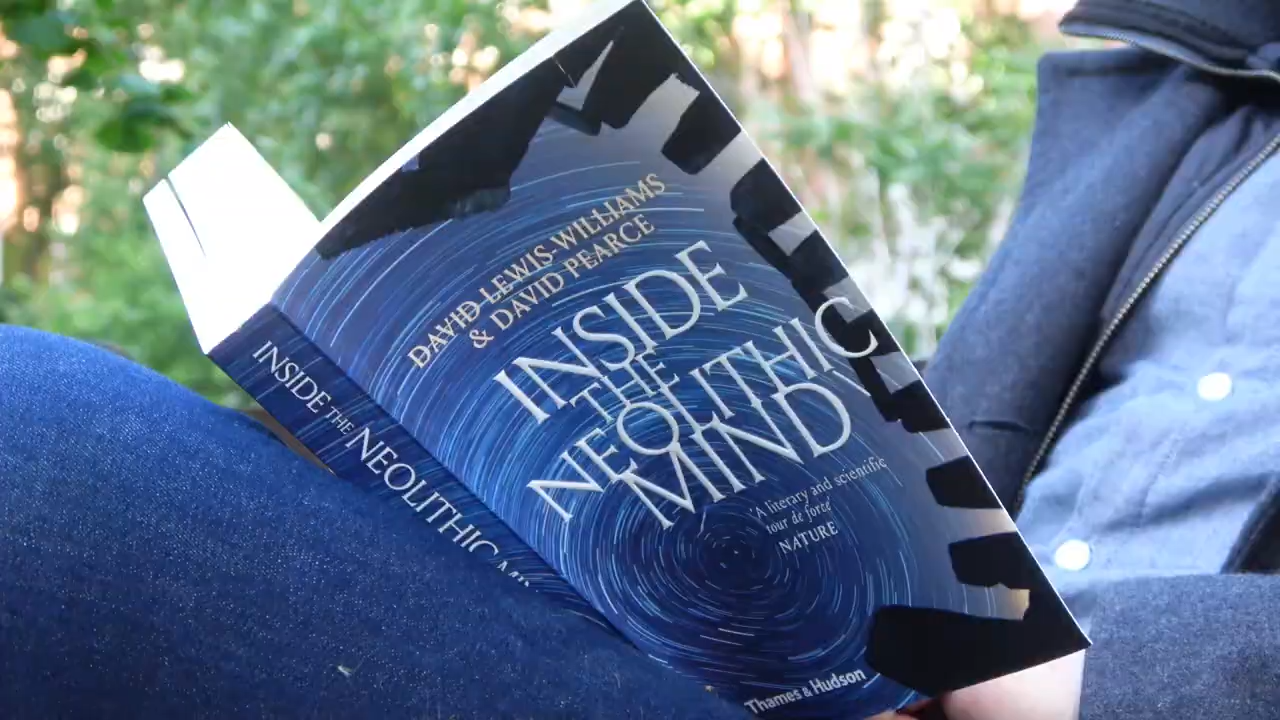 DAVID LEWIS-WILLIAMS
& DAVID PEARCE
INSIDE
THE
NEOLITHIC
MIND
'A literary and scientific
tour de force'
NATURE
Thames & Hudson
INSIDE THE NEOLITHIC